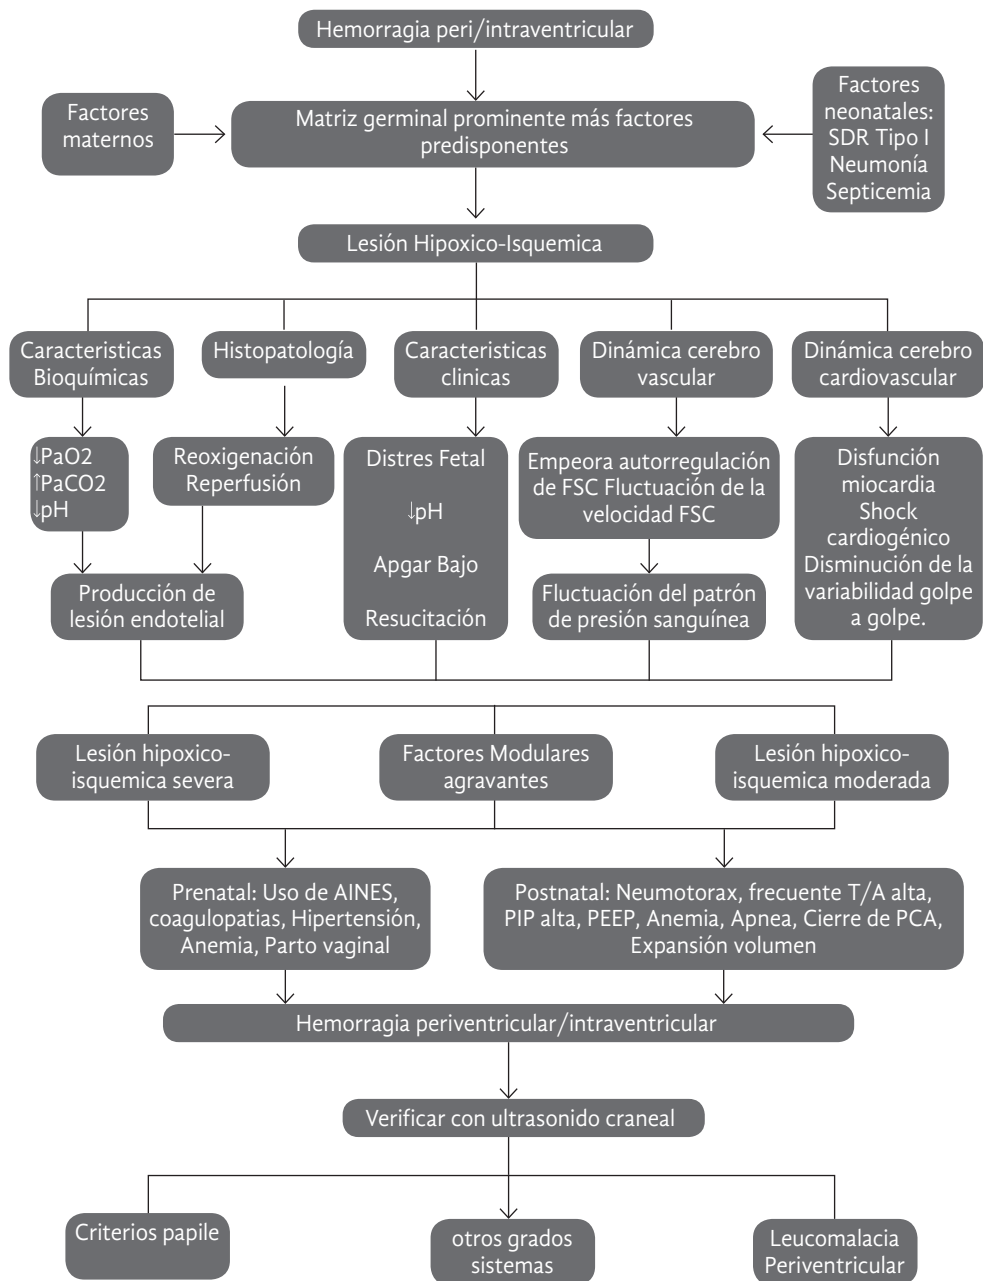 Hemorragia peri/intraventricular
Factores
maternos
Matriz germinal prominente más factores
predisponentes
Factores
neonatales:
SDR Tipo I
Neumonía
Septicemia
Lesión Hipoxico-Isquemica
Caracteristicas
Bioquímicas
Histopatología
Caracteristicas
clinicas
Dinámica cerebro
vascular
Dinámica cerebro
cardiovascular
↓PaO2
↑PaCO2
↓pH
Reoxigenación
Reperfusión
Producción de
lesión endotelial
Distres Fetal
↓pH
Apgar Bajo
Resucitación
Empeora autorregulación
de FSC Fluctuación de la
velocidad FSC
Fluctuación del patrón
de presión sanguínea
Disfunción
miocardia
Shock
cardiogénico
Disminución de la
variabilidad golpe
a golpe.
Lesión hipoxico-
isquemica severa
Factores Modulares
agravantes
Lesión hipoxico-
isquemica moderada
Prenatal: Uso de AINES,
coagulopatias, Hipertensión,
Anemia, Parto vaginal
Postnatal: Neumotorax, frecuente T/A alta,
PIP alta, PEEP, Anemia, Apnea, Cierre de PCA,
Expansión volumen
Hemorragia periventricular/intraventricular
Verificar con ultrasonido craneal
Criterios papile
otros grados
sistemas
Leucomalacia
Periventricular